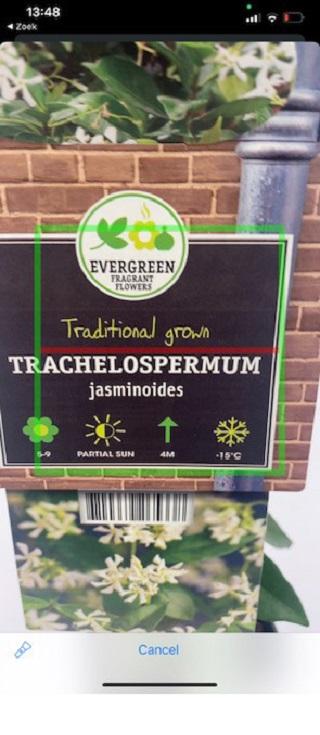 13:48
Zoek
EVERGREEN
FRAGRANT
FLOWERS
Traditional grown
TRACHELOSPERMUM
jasminoides
5-9
PARTIAL SUN
4M
-15°C
Cancel